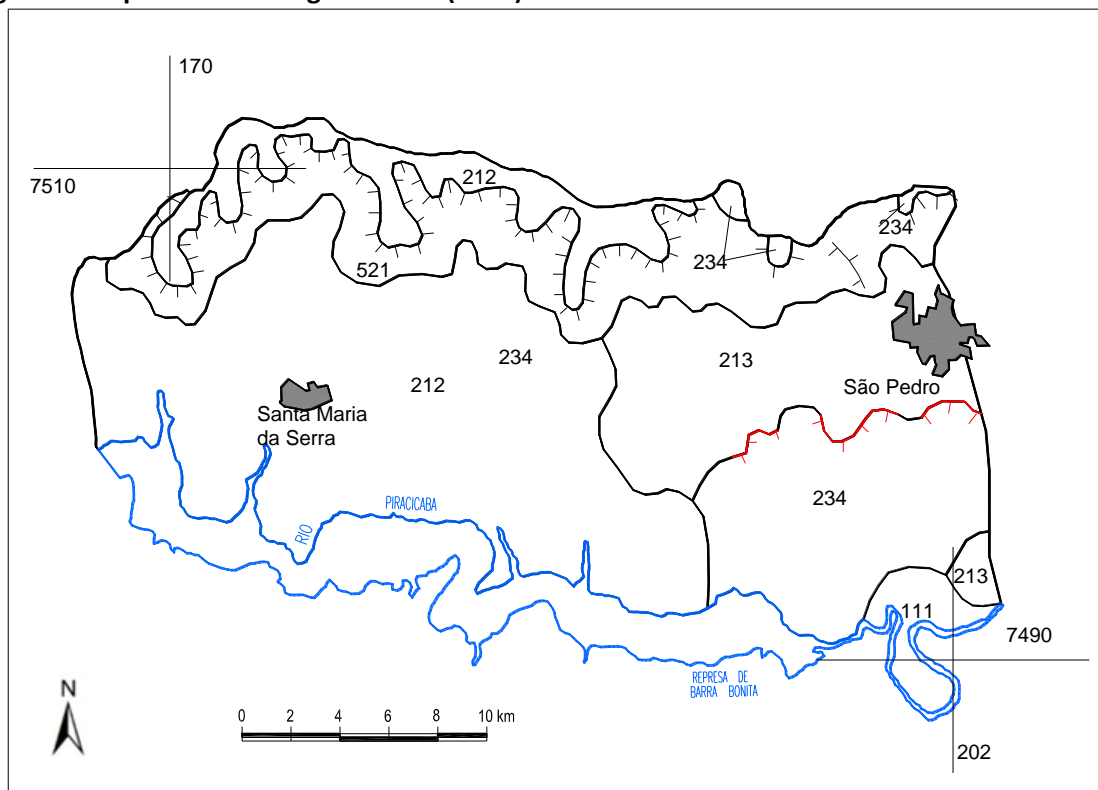 170
7510
212
234
234
521
234
213
212
São Pedro
Santa Maria
da Serra
234
PIRACICABA
RIO
213
111
7490
REPRESA DE
BARRA BONITA
N
0 2 4 6 8 10 km
202